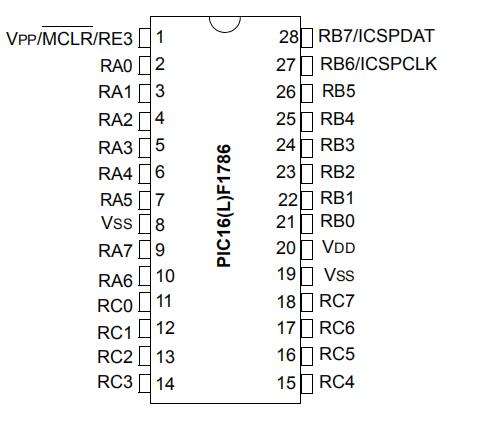 VPP/MCLR/RE3 1 28 RB7/ICSPDAT
RA0 2 27 RB6/ICSPCLK
RA1 3 26 RB5
RA2 4 25 RB4
RA3 5 24 RB3
RA4 6 23 RB2
RA5 7 22 RB1
VSS 8 21 RB0
RA7 9 20 VDD
RA6 10 19 VSS
RC0 11 18 RC7
RC1 12 17 RC6
RC2 13 16 RC5
RC3 14 15 RC4
PIC16(L)F1786